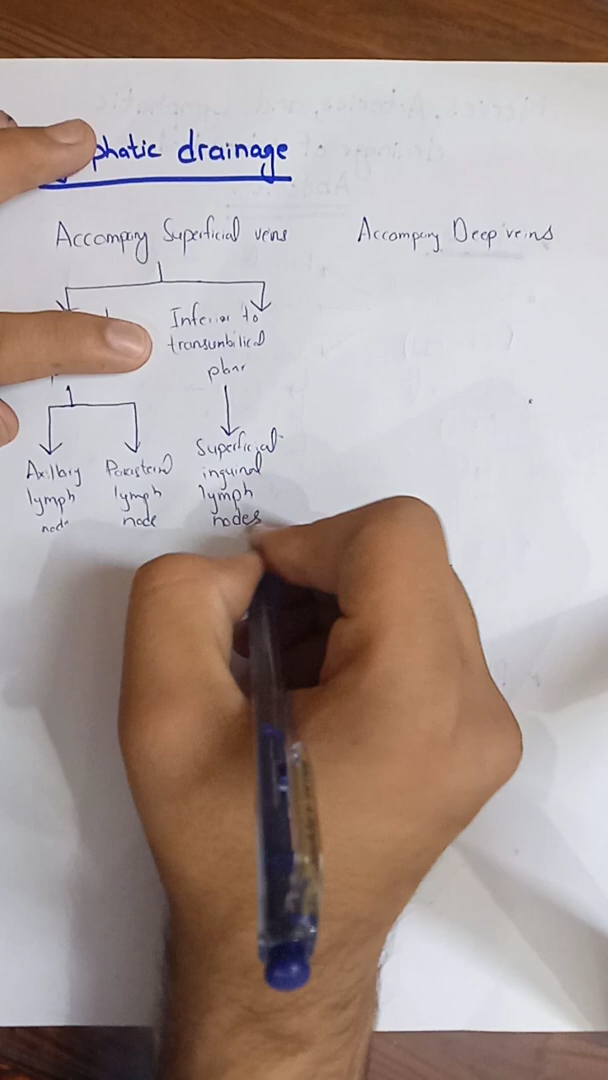 phatic drainage
Accompany Superficial veins
Accompany Deep veins
Inferior to
transumbilical
plane
Axillary
lymph
node
Parasternal
lymph
node
Superficial
inguinal
lymph
nodes